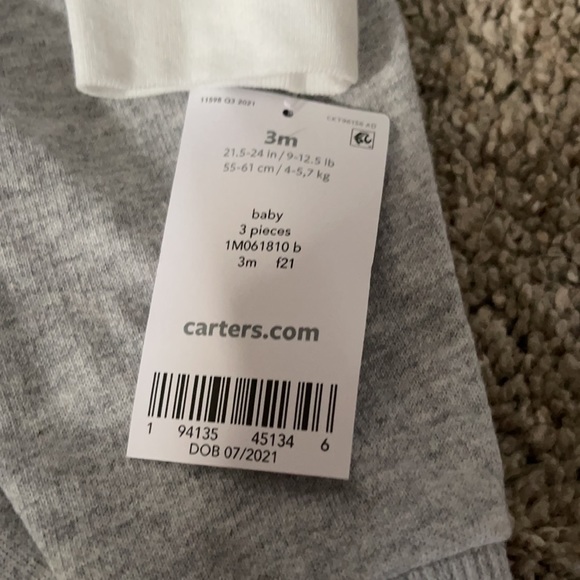 11598 Q3 2021
3m
21.5-24 in / 9-12.5 lb
55-61 cm / 4-5,7 kg
baby
3 pieces
1M061810 b
3m f21
carters.com
1 94135 45134 6
DOB 07/2021